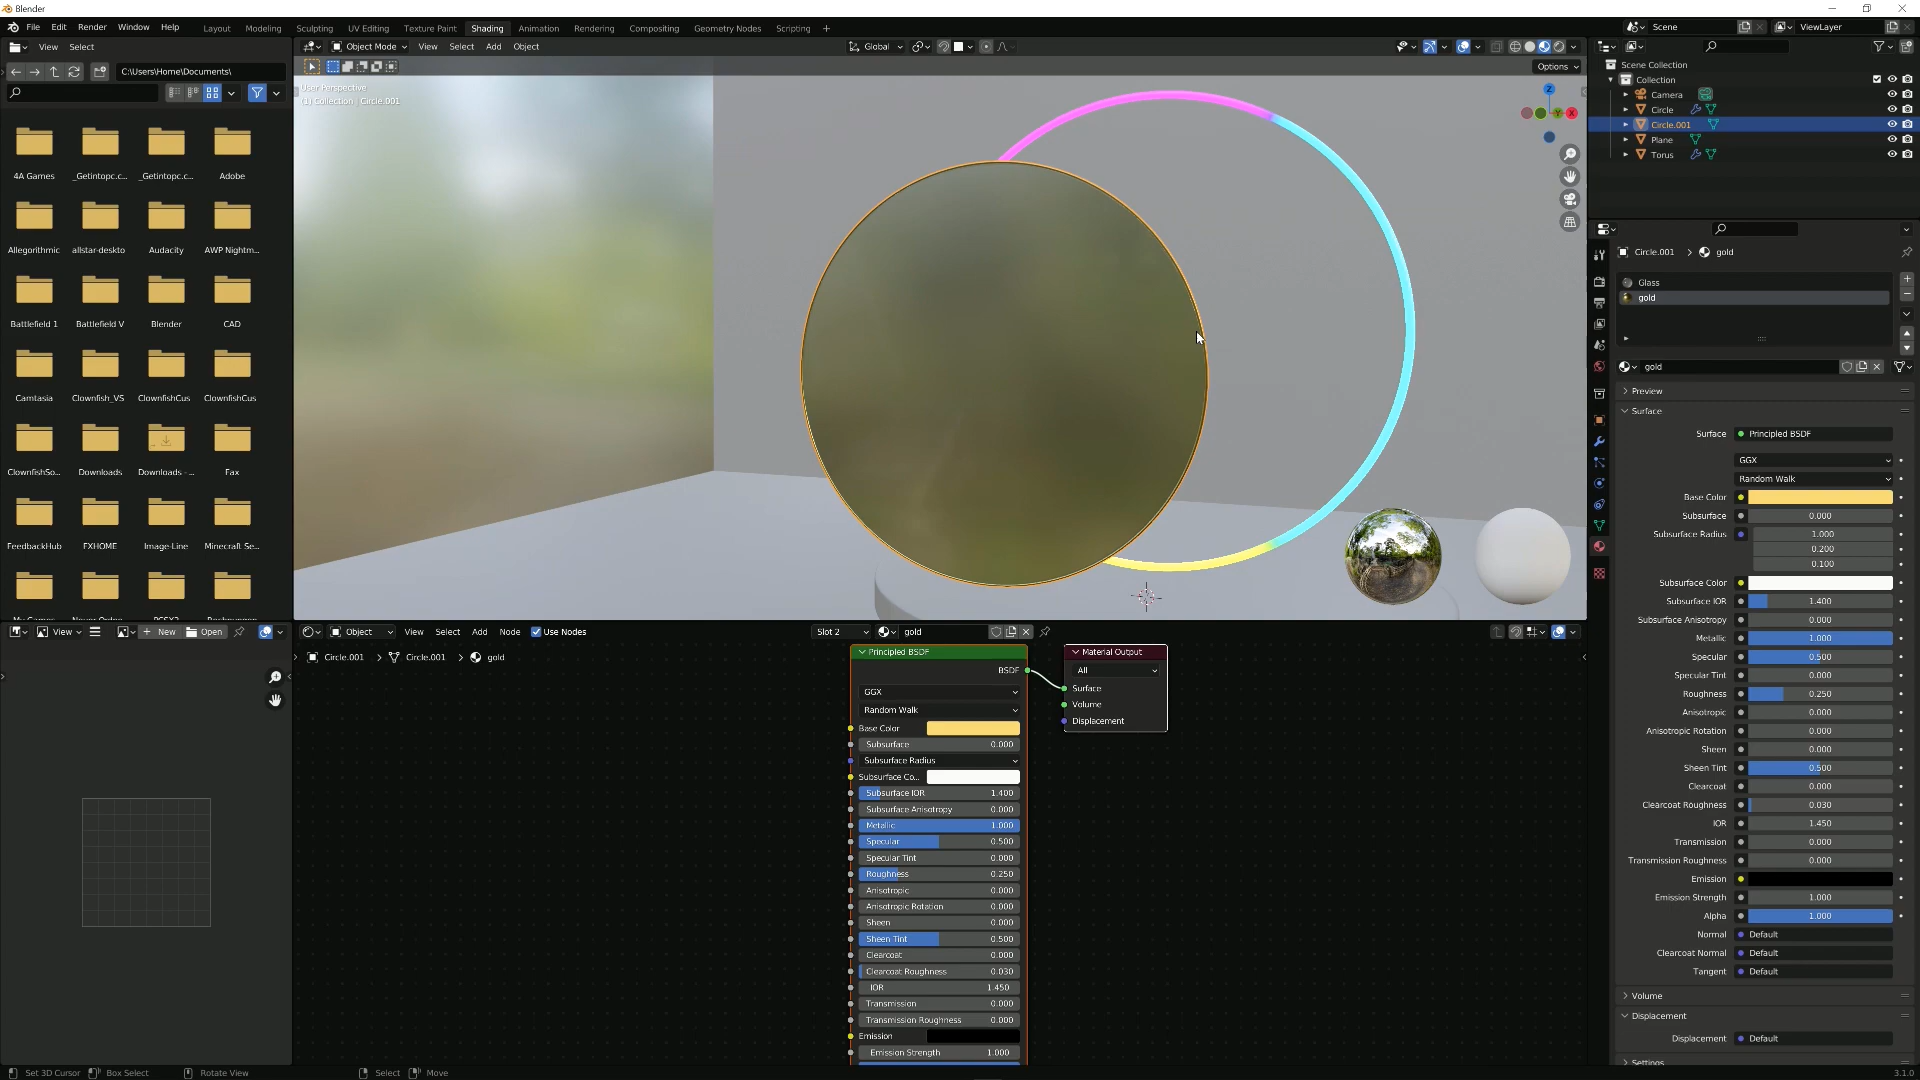 Blender
File Edit Render Window Help Layout Modeling Sculpting UV Editing Texture Paint Shading Animation Rendering Compositing Geometry Nodes Scripting + Scene ViewLayer
View Select Object Mode View Select Add Object Global
C:\Users\Home\Documents\ Options
User Perspective
(1) Collection | Circle.001
Scene Collection
Collection
Camera
Circle
Circle.001
Plane
Torus
4A Games _Getintopc.c... _Getintopc.c... Adobe
Allegorithmic allstar-deskto Audacity AWP Nightm...
Battlefield 1 Battlefield V Blender CAD
Camtasia Clownfish_VS ClownfishCus ClownfishCus
ClownfishSo... Downloads Downloads - ... Fax
FeedbackHub FXHOME Image-Line Minecraft Se...
Z
Y
X
Circle.001 > gold
Glass
gold
gold
Preview
Surface
Surface Principled BSDF
GGX
Random Walk
Base Color
Subsurface 0.000
Subsurface Radius 1.000
0.200
0.100
Subsurface Color
Subsurface IOR 1.400
Subsurface Anisotropy 0.000
Metallic 1.000
Specular 0.500
Specular Tint 0.000
Roughness 0.250
Anisotropic 0.000
Anisotropic Rotation 0.000
Sheen 0.000
Sheen Tint 0.500
Clearcoat 0.000
Clearcoat Roughness 0.030
IOR 1.450
Transmission 0.000
Transmission Roughness 0.000
Emission
Emission Strength 1.000
Alpha 1.000
Normal Default
Clearcoat Normal Default
Tangent Default
Volume
Displacement
Displacement Default
Settings
View + New Open Object View Select Add Node Use Nodes Slot 2 gold
Circle.001 > Circle.001 > gold
Principled BSDF
BSDF
GGX
Random Walk
Base Color
Subsurface 0.000
Subsurface Radius
Subsurface Co...
Subsurface IOR 1.400
Subsurface Anisotropy 0.000
Metallic 1.000
Specular 0.500
Specular Tint 0.000
Roughness 0.250
Anisotropic 0.000
Anisotropic Rotation 0.000
Sheen 0.000
Sheen Tint 0.500
Clearcoat 0.000
Clearcoat Roughness 0.030
IOR 1.450
Transmission 0.000
Transmission Roughness 0.000
Emission
Emission Strength 1.000
Material Output
All
Surface
Volume
Displacement
Set 3D Cursor Box Select Rotate View Select Move 3.1.0